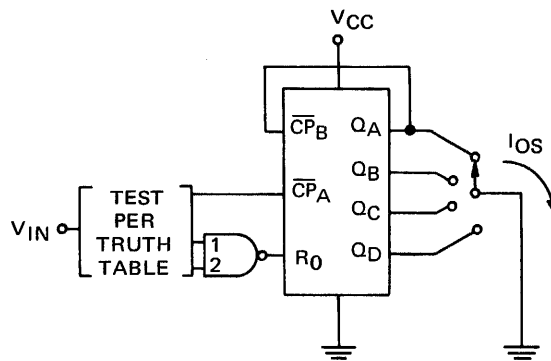 VCC
CPB
QA
IOS
QB
TEST
CPA
PER
QC
VIN
TRUTH
1
TABLE
2
R0
QD